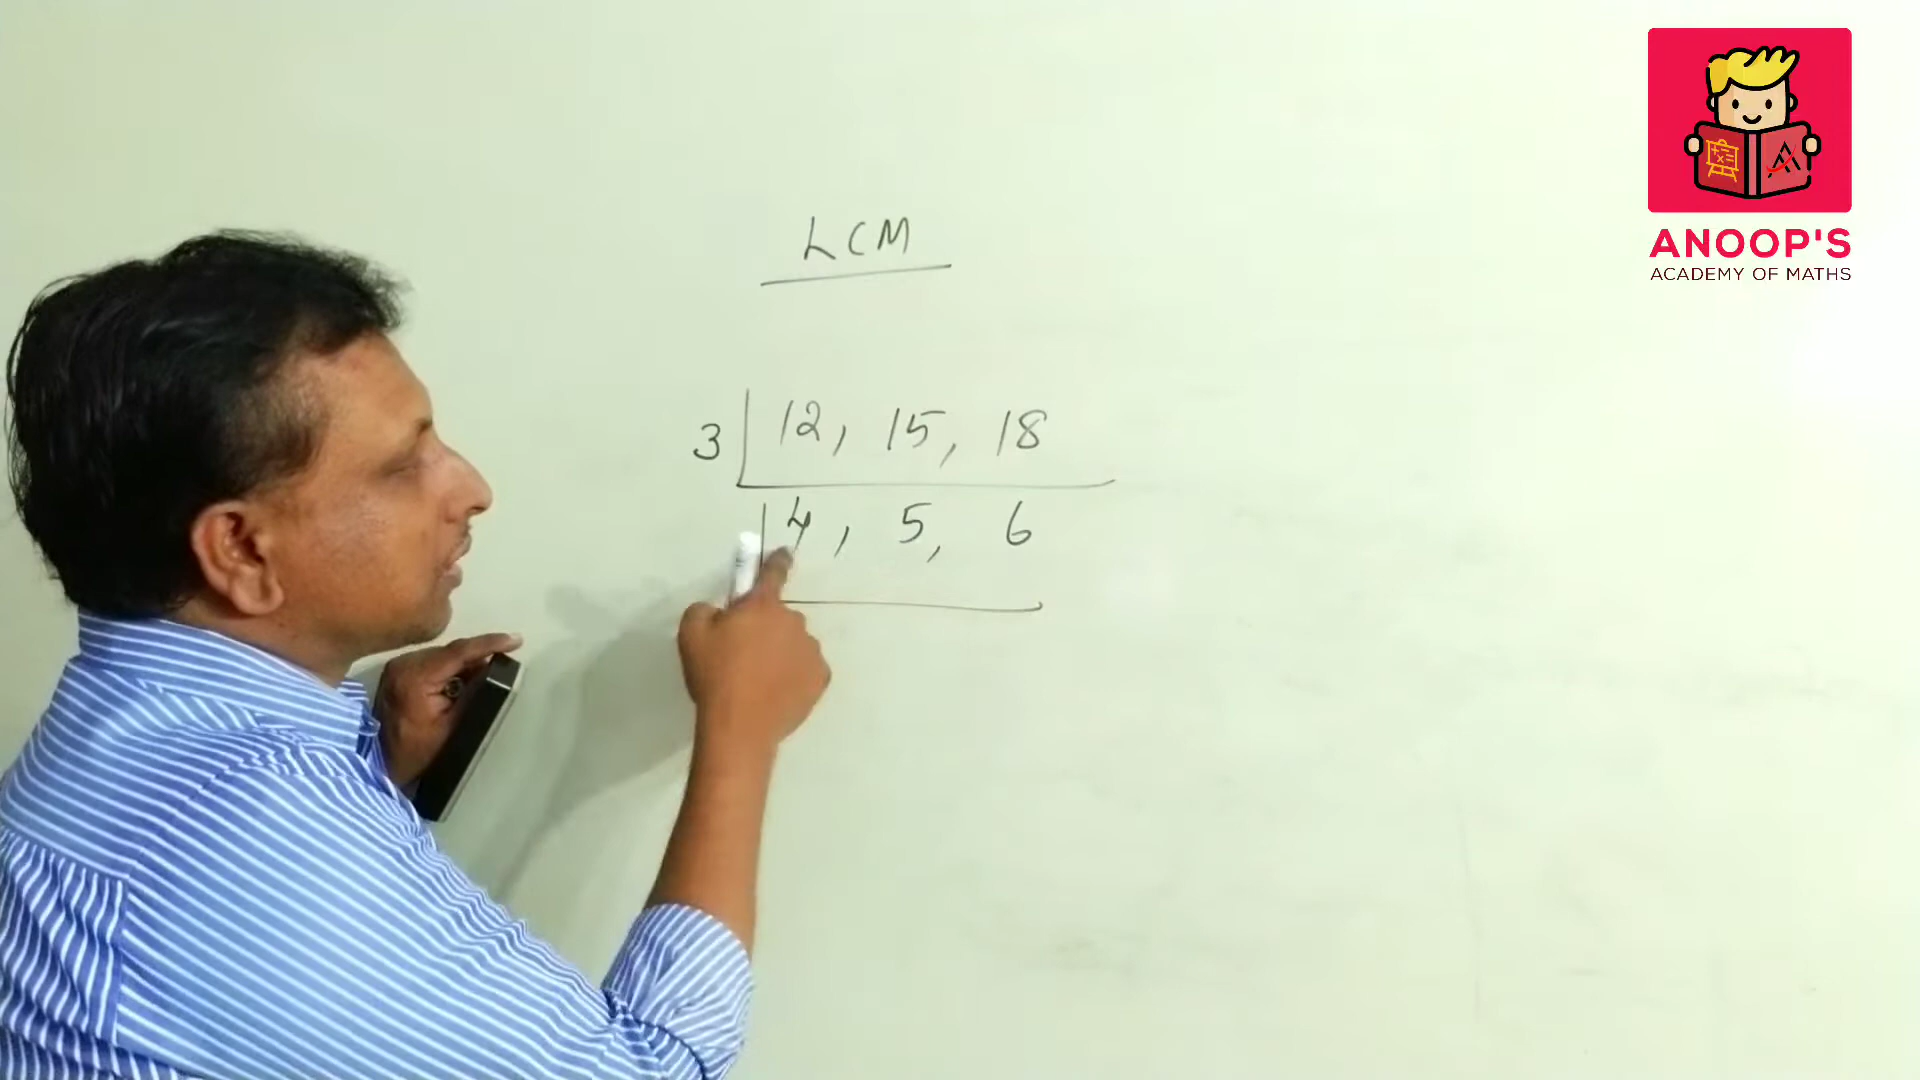 ANOOP'S
ACADEMY OF MATHS
LCM
3 | 12, 15, 18
4, 5, 6